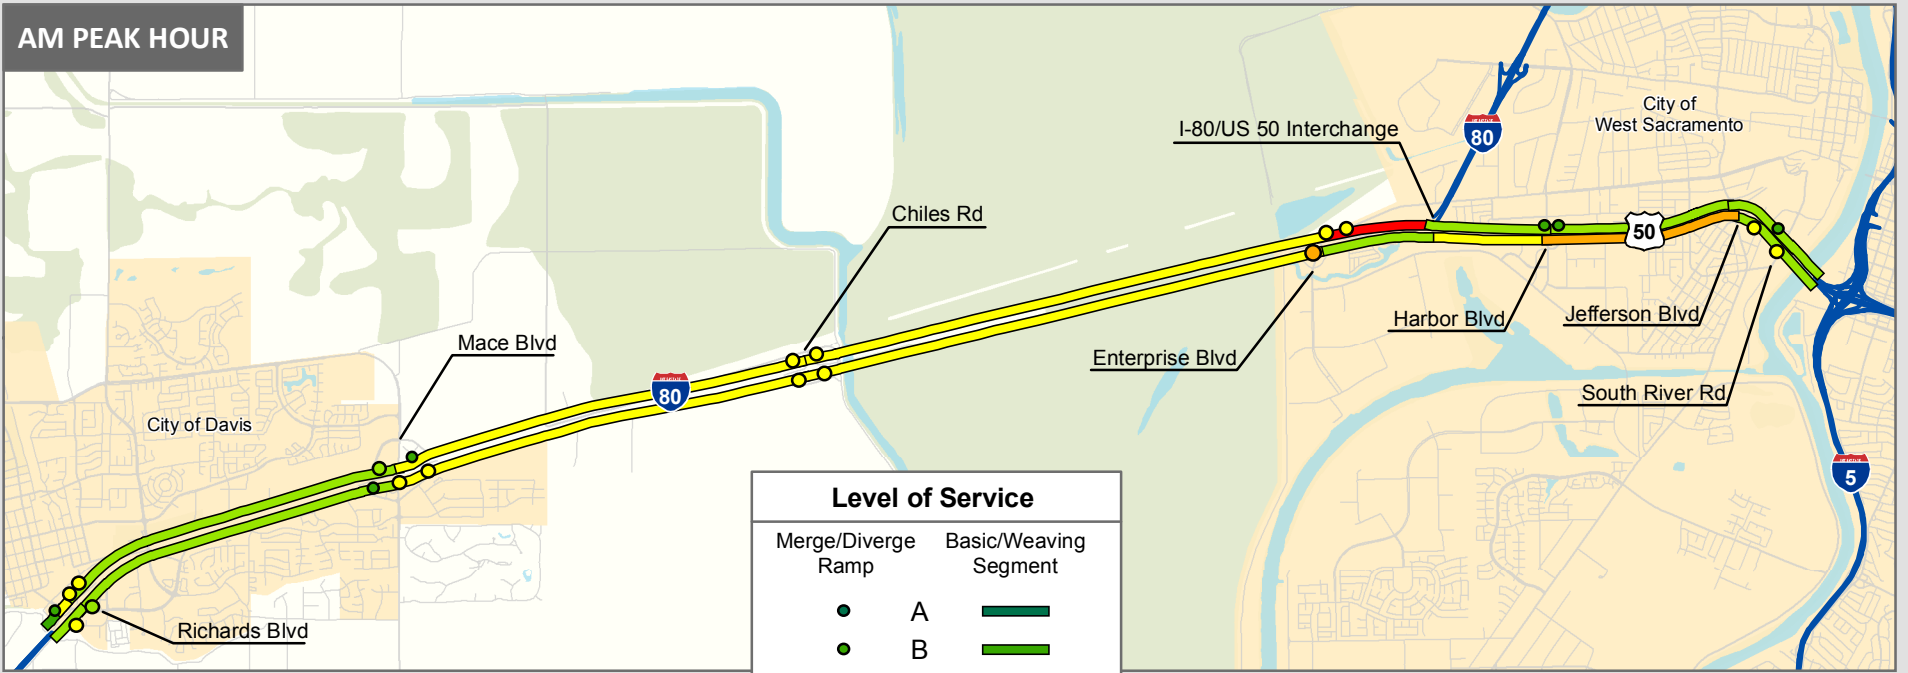 AM PEAK HOUR
City of
West Sacramento
I-80/US 50 Interchange
80
Chiles Rd
50
Harbor Blvd
Jefferson Blvd
Mace Blvd
Enterprise Blvd
80
South River Rd
City of Davis
5
Level of Service
Merge/Diverge
Ramp
Basic/Weaving
Segment
A
B
Richards Blvd